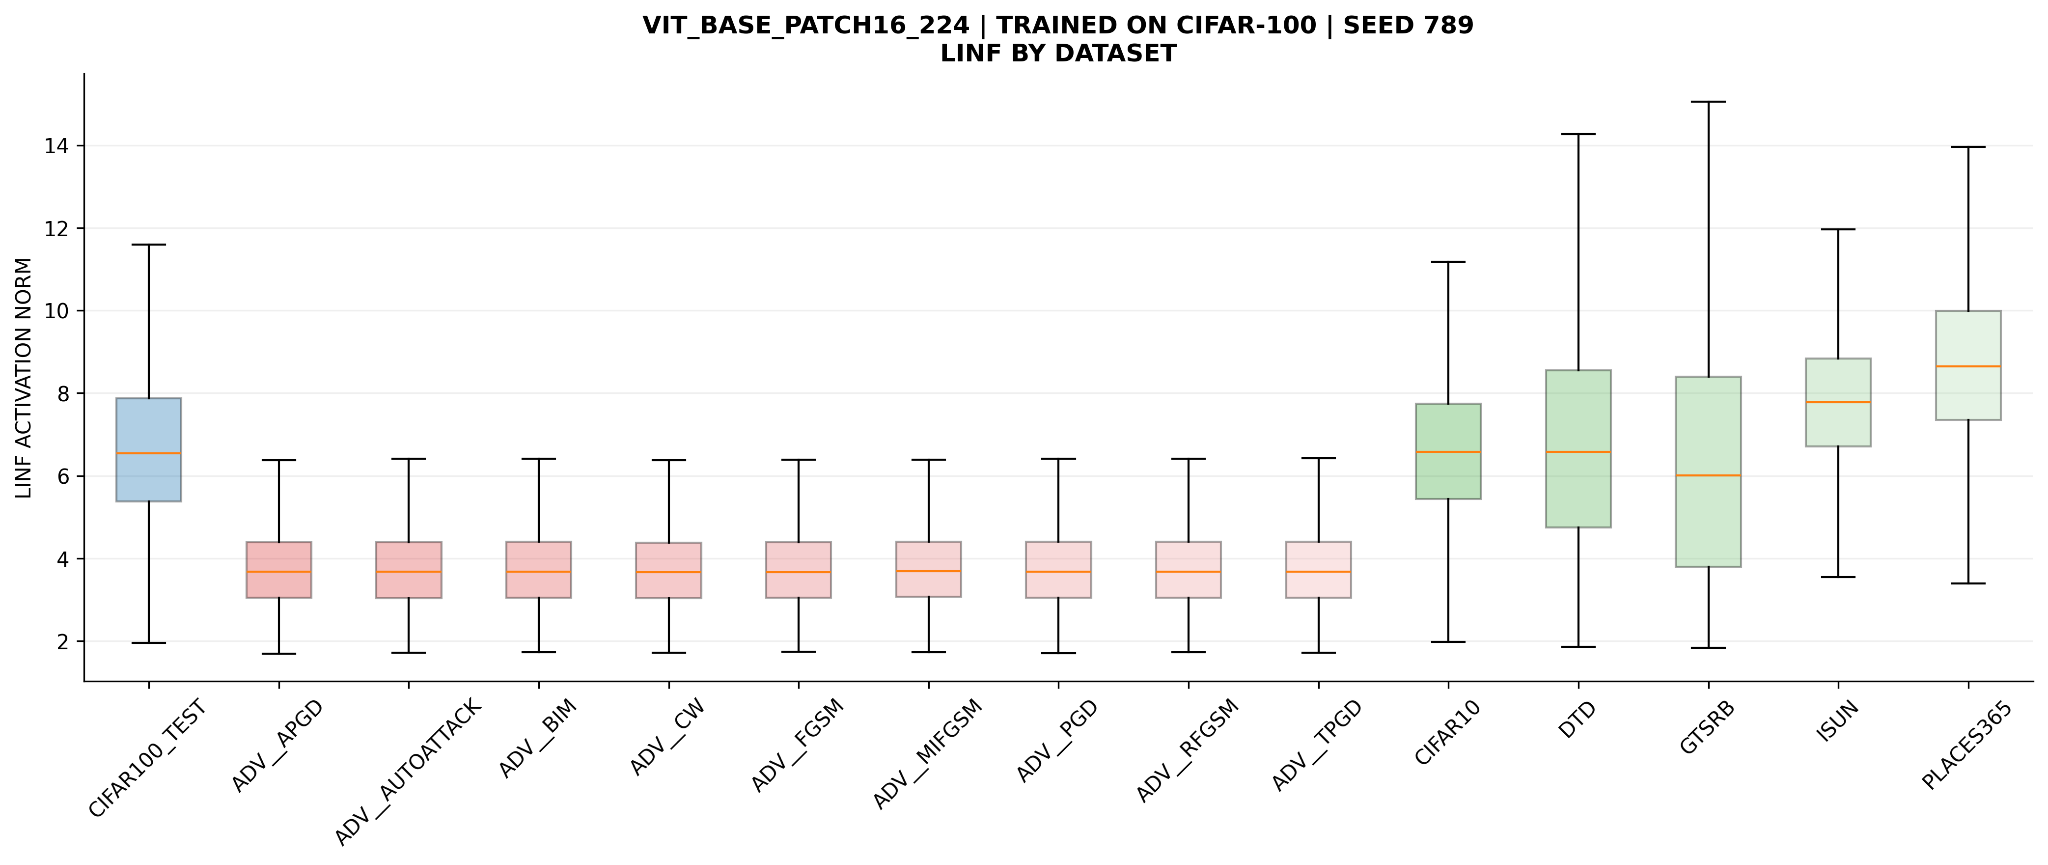 VIT_BASE_PATCH16_224 | TRAINED ON CIFAR-100 | SEED 789
LINF BY DATASET
LINF ACTIVATION NORM
14
12
10
8
6
4
2
CIFAR100_TEST
ADV__APGD
ADV__AUTOATTACK
ADV__BIM
ADV__CW
ADV__FGSM
ADV__MIFGSM
ADV__PGD
ADV__RFGSM
ADV__TPGD
CIFAR10
DTD
GTSRB
ISUN
PLACES365